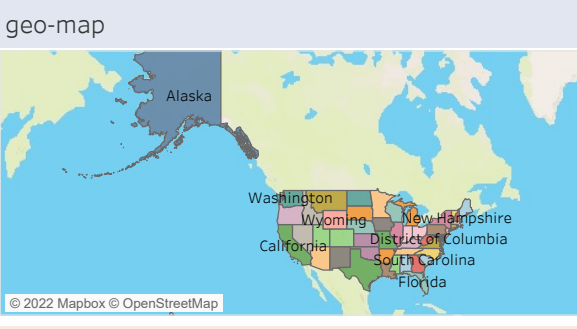 geo-map
Alaska
Washington
Wyoming
New Hampshire
California
District of Columbia
South Carolina
Florida
© 2022 Mapbox © OpenStreetMap